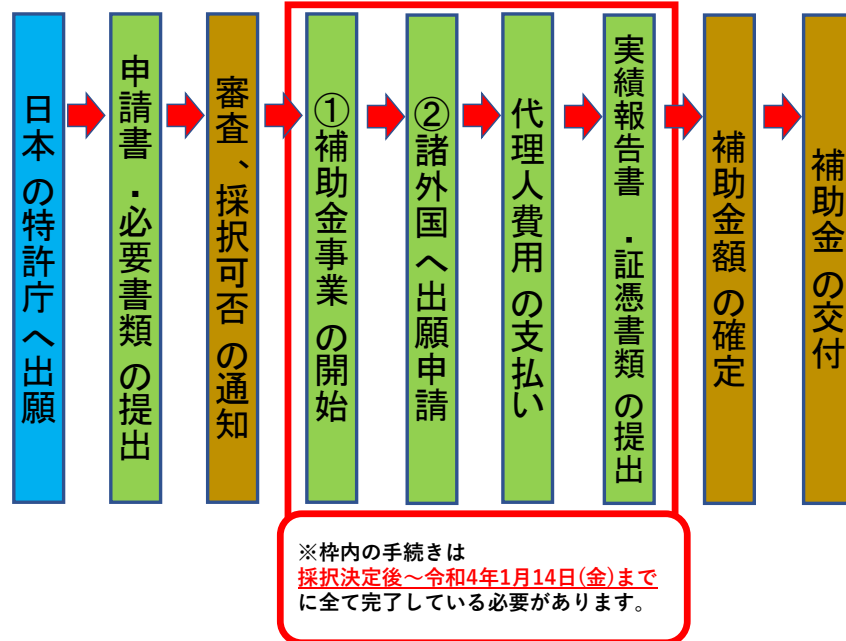 日本の特許庁へ出願
申請書・必要書類の提出
審査、採択可否の通知
①補助金事業の開始
②諸外国へ出願申請
代理人費用の支払い
実績報告書・証憑書類の提出
補助金額の確定
補助金の交付
※枠内の手続きは
採択決定後～令和4年1月14日(金)まで
に全て完了している必要があります。